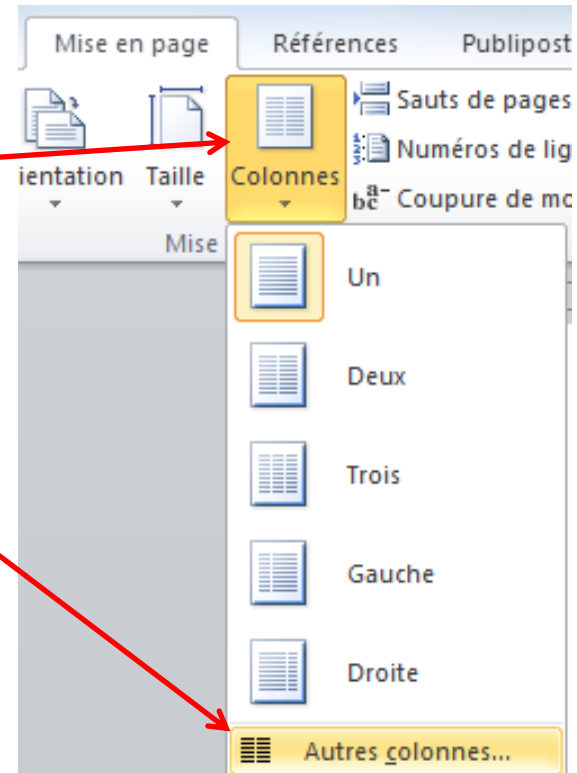 Mise en page Références Publipost
Sauts de pages
Numéros de lig
ientation Taille Colonnes
Coupure de mo
Mise
Un
Deux
Trois
Gauche
Droite
Autres colonnes...